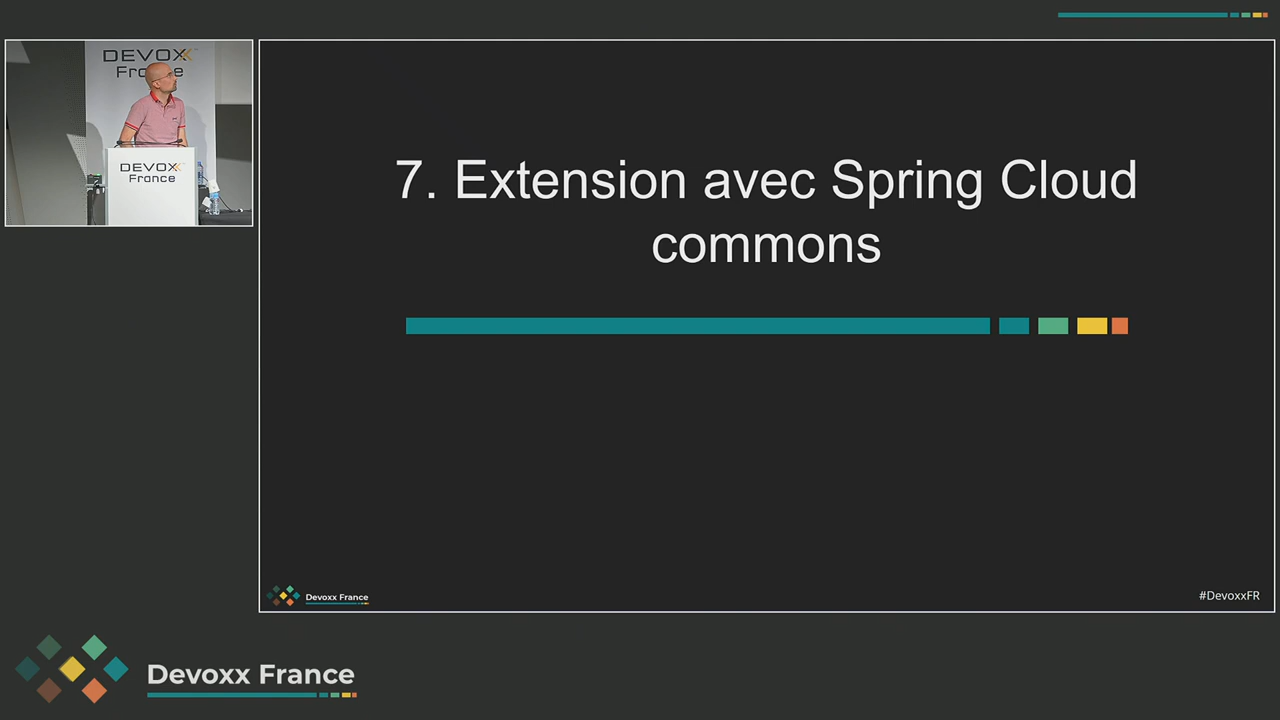 DEVOXX
France
DEVOXX
France
7. Extension avec Spring Cloud
commons
Devoxx France
#DevoxxFR
Devoxx France